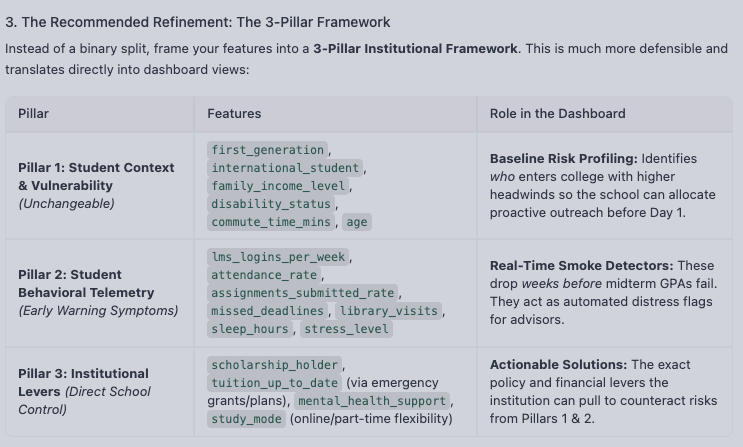 3. The Recommended Refinement: The 3-Pillar Framework
Instead of a binary split, frame your features into a 3-Pillar Institutional Framework. This is much more defensible and
translates directly into dashboard views:
Pillar
Features
Role in the Dashboard
Pillar 1: Student Context
& Vulnerability
(Unchangeable)
first_generation,
international_student,
family_income_level,
disability_status,
commute_time_mins, age
Baseline Risk Profiling: Identifies
who enters college with higher
headwinds so the school can allocate
proactive outreach before Day 1.
Pillar 2: Student
Behavioral Telemetry
(Early Warning Symptoms)
lms_logins_per_week,
attendance_rate,
assignments_submitted_rate,
missed_deadlines, library_visits,
sleep_hours, stress_level
Real-Time Smoke Detectors: These
drop weeks before midterm GPAs fail.
They act as automated distress flags
for advisors.
Pillar 3: Institutional
Levers (Direct School
Control)
scholarship_holder,
tuition_up_to_date (via emergency
grants/plans), mental_health_support,
study_mode (online/part-time flexibility)
Actionable Solutions: The exact
policy and financial levers the
institution can pull to counteract risks
from Pillars 1 & 2.